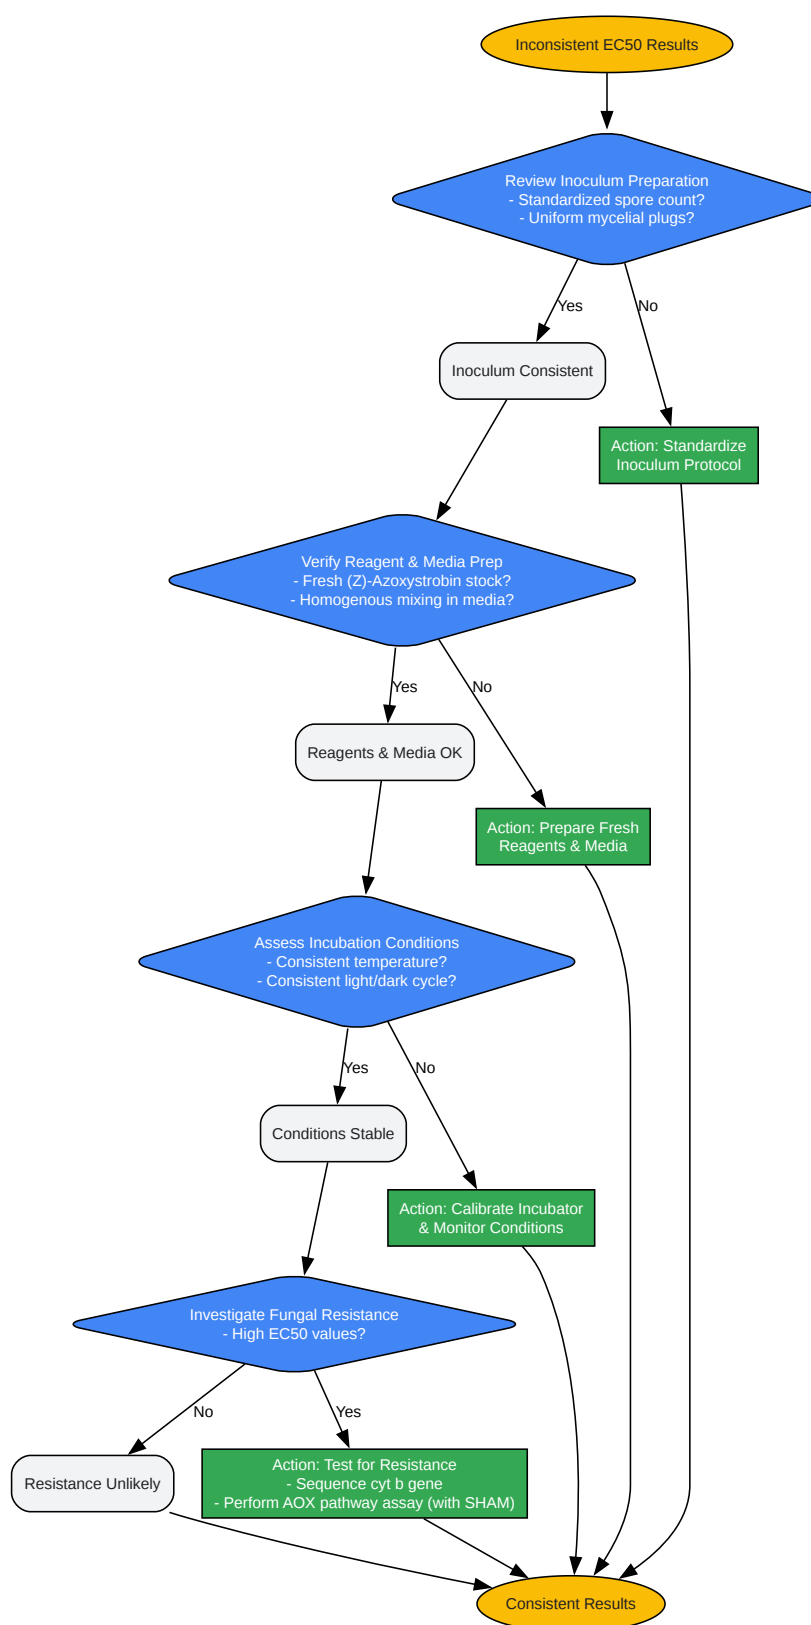 Inconsistent EC50 Results
Review Inoculum Preparation
- Standardized spore count?
- Uniform mycelial plugs?
Yes
No
Inoculum Consistent
Action: Standardize
Inoculum Protocol
Verify Reagent & Media Prep
- Fresh (Z)-Azoxystrobin stock?
- Homogenous mixing in media?
Yes
No
Reagents & Media OK
Action: Prepare Fresh
Reagents & Media
Assess Incubation Conditions
- Consistent temperature?
- Consistent light/dark cycle?
Yes
No
Conditions Stable
Action: Calibrate Incubator
& Monitor Conditions
Investigate Fungal Resistance
- High EC50 values?
No
Yes
Resistance Unlikely
Action: Test for Resistance
- Sequence cyt b gene
- Perform AOX pathway assay (with SHAM)
Consistent Results